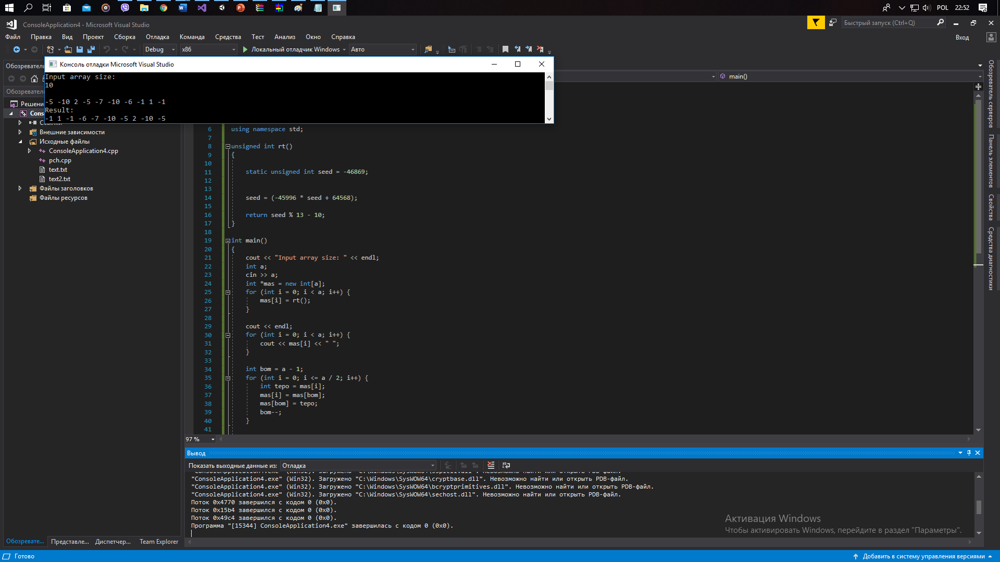 POL 22:52
ConsoleApplication4 - Microsoft Visual Studio
Быстрый запуск (Ctrl+Q)
Файл Правка Вид Проект Сборка Отладка Команда Средства Тест Анализ Окно Справка
Вход
Debug x86 Локальный отладчик Windows Авто
Консоль отладки Microsoft Visual Studio
Input array size:
10
-5 -10 2 -5 -7 -10 -6 -1 1 -1
Result:
-1 1 -1 -6 -7 -10 -5 2 -10 -5
main()
Решени
Cons
Внешние зависимости
Исходные файлы
ConsoleApplication4.cpp
pch.cpp
text.txt
text2.txt
Файлы заголовков
Файлы ресурсов
6 using namespace std;
7
8 unsigned int rt()
9 {
10
11 static unsigned int seed = -46869;
12
13
14 seed = (-45996 * seed + 64568);
15
16 return seed % 13 - 10;
17 }
18
19 int main()
20 {
21 cout << "Input array size: " << endl;
22 int a;
23 cin >> a;
24 int *mas = new int[a];
25 for (int i = 0; i < a; i++) {
26 mas[i] = rt();
27 }
28
29 cout << endl;
30 for (int i = 0; i < a; i++) {
31 cout << mas[i] << " ";
32 }
33
34 int bom = a - 1;
35 for (int i = 0; i <= a / 2; i++) {
36 int tepo = mas[i];
37 mas[i] = mas[bom];
38 mas[bom] = tepo;
39 bom--;
40 }
41
97 %
Обозреватель серверов
Панель элементов
Свойства
Средства диагностики
Вывод
Показать выходные данные из: Отладка
"ConsoleApplication4.exe" (Win32). Загружено "C:\Windows\SysWOW64\cryptbase.dll". Невозможно найти или открыть PDB-файл.
"ConsoleApplication4.exe" (Win32). Загружено "C:\Windows\SysWOW64\bcryptprimitives.dll". Невозможно найти или открыть PDB-файл.
"ConsoleApplication4.exe" (Win32). Загружено "C:\Windows\SysWOW64\sechost.dll". Невозможно найти или открыть PDB-файл.
Поток 0x4770 завершился с кодом 0 (0x0).
Поток 0x15b4 завершился с кодом 0 (0x0).
Поток 0x49c4 завершился с кодом 0 (0x0).
Программа "[15344] ConsoleApplication4.exe" завершилась с кодом 0 (0x0).
Активация Windows
Чтобы активировать Windows, перейдите в раздел "Параметры".
Обозревате... Представле... Диспетчер... Team Explorer
Готово
Добавить в систему управления версиями